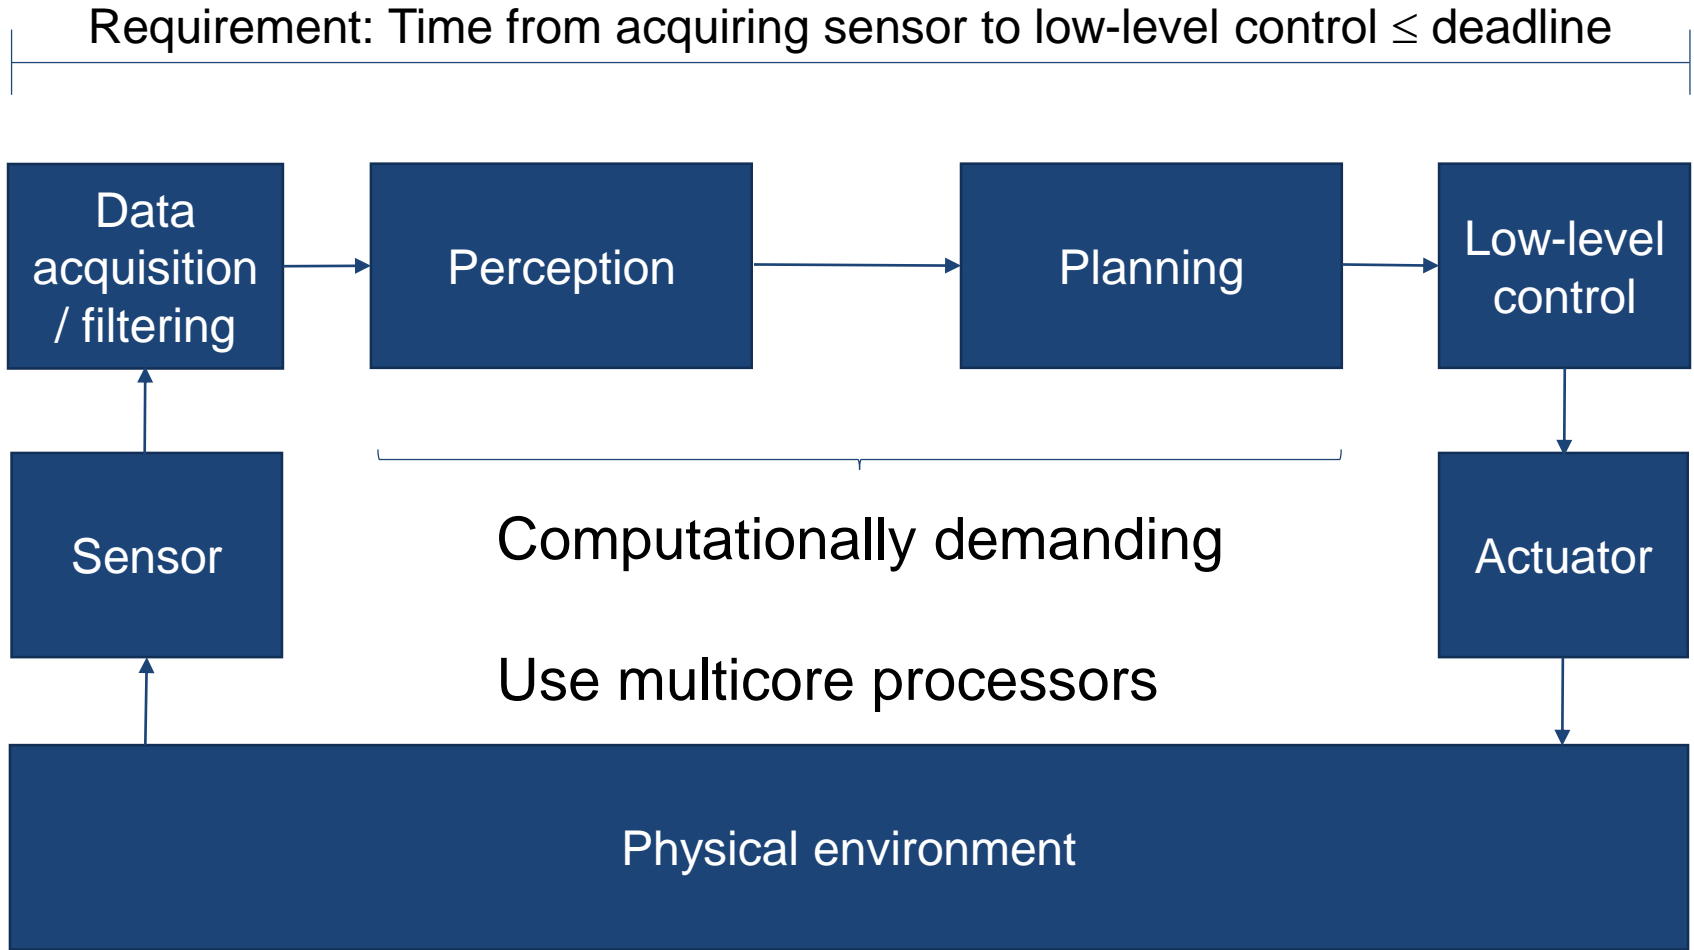 Requirement: Time from acquiring sensor to low-level control ≤ deadline
Data
acquisition
/ filtering
Perception
Planning
Low-level
control
Sensor
Computationally demanding
Actuator
Use multicore processors
Physical environment